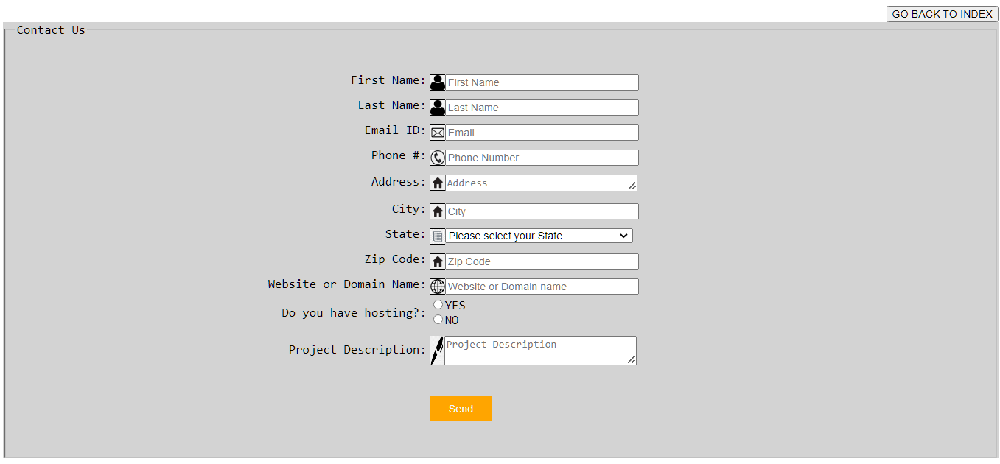 GO BACK TO INDEX
Contact Us
First Name: First Name
Last Name: Last Name
Email ID: Email
Phone #: Phone Number
Address: Address
City: City
State: Please select your State
Zip Code: Zip Code
Website or Domain Name: Website or Domain name
YES
Do you have hosting?:
NO
Project Description: Project Description
Send